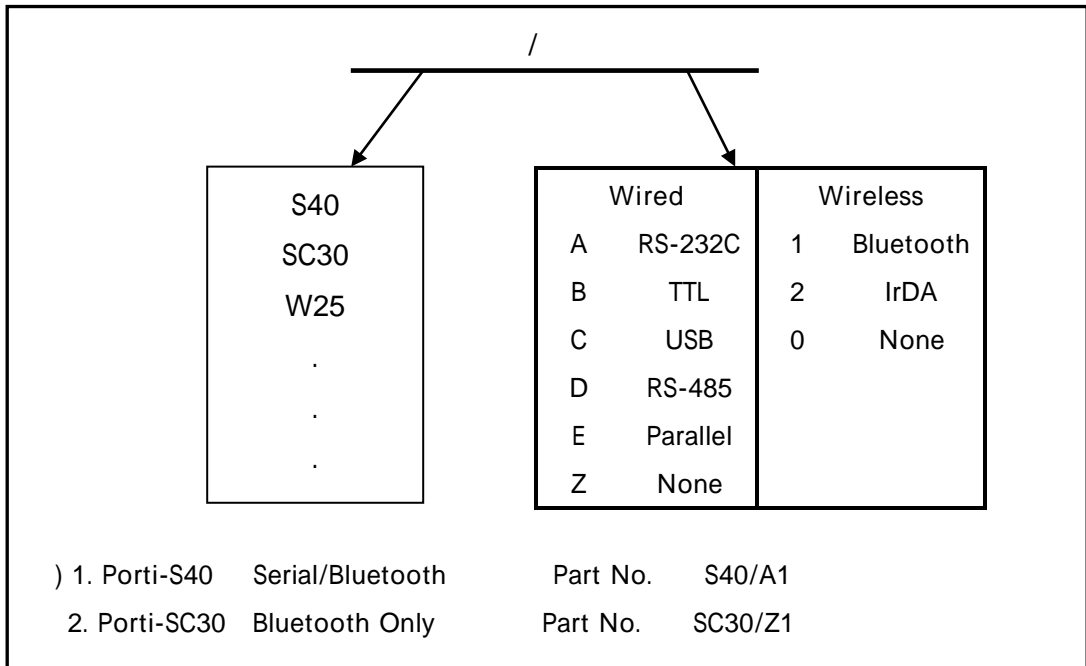 /
S40
SC30
W25
.
.
.
Wired Wireless
A RS-232C 1 Bluetooth
B TTL 2 IrDA
C USB 0 None
D RS-485
E Parallel
Z None
) 1. Porti-S40 Serial/Bluetooth Part No. S40/A1
2. Porti-SC30 Bluetooth Only Part No. SC30/Z1